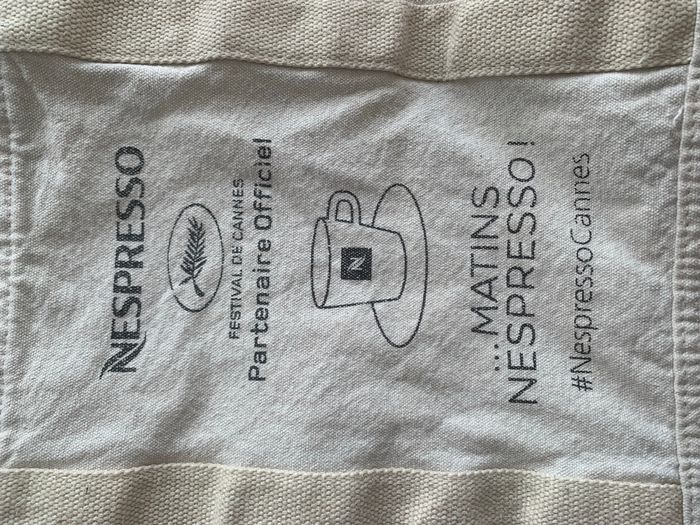 NESPRESSO
FESTIVAL DE CANNES
Partenaire Officiel
N
...MATINS
NESPRESSO !
#NespressoCannes